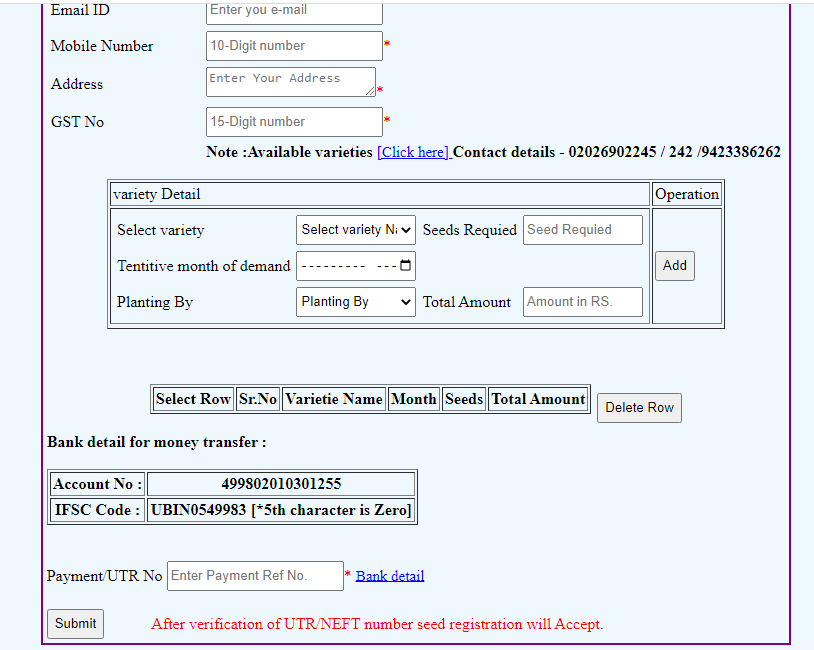 Email ID Enter you e-mail
Mobile Number 10-Digit number *
Address Enter Your Address *
GST No 15-Digit number *
Note :Available varieties [Click here] Contact details - 02026902245 / 242 /9423386262
variety Detail Operation
Select variety Select variety Na Seeds Requied Seed Requied
Tentitive month of demand --------- ---- Add
Planting By Planting By Total Amount Amount in RS.
Select Row Sr.No Varietie Name Month Seeds Total Amount Delete Row
Bank detail for money transfer :
Account No : 499802010301255
IFSC Code : UBIN0549983 [*5th character is Zero]
Payment/UTR No Enter Payment Ref No. * Bank detail
Submit After verification of UTR/NEFT number seed registration will Accept.